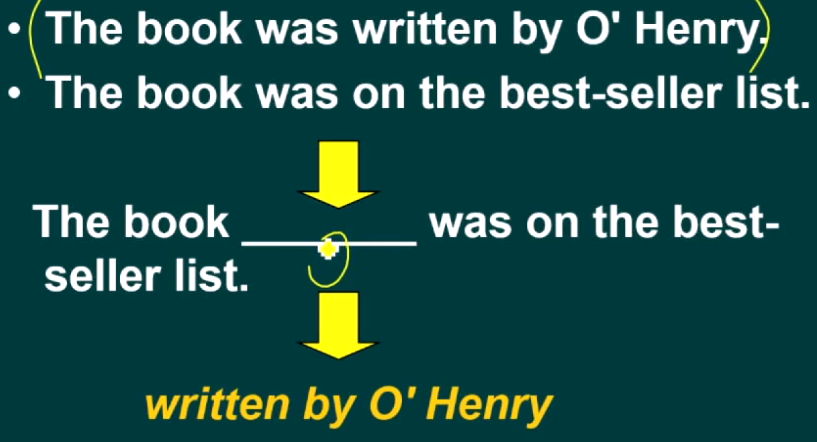 • The book was written by O' Henry.
• The book was on the best-seller list.
The book ________ was on the best-
seller list.
written by O' Henry